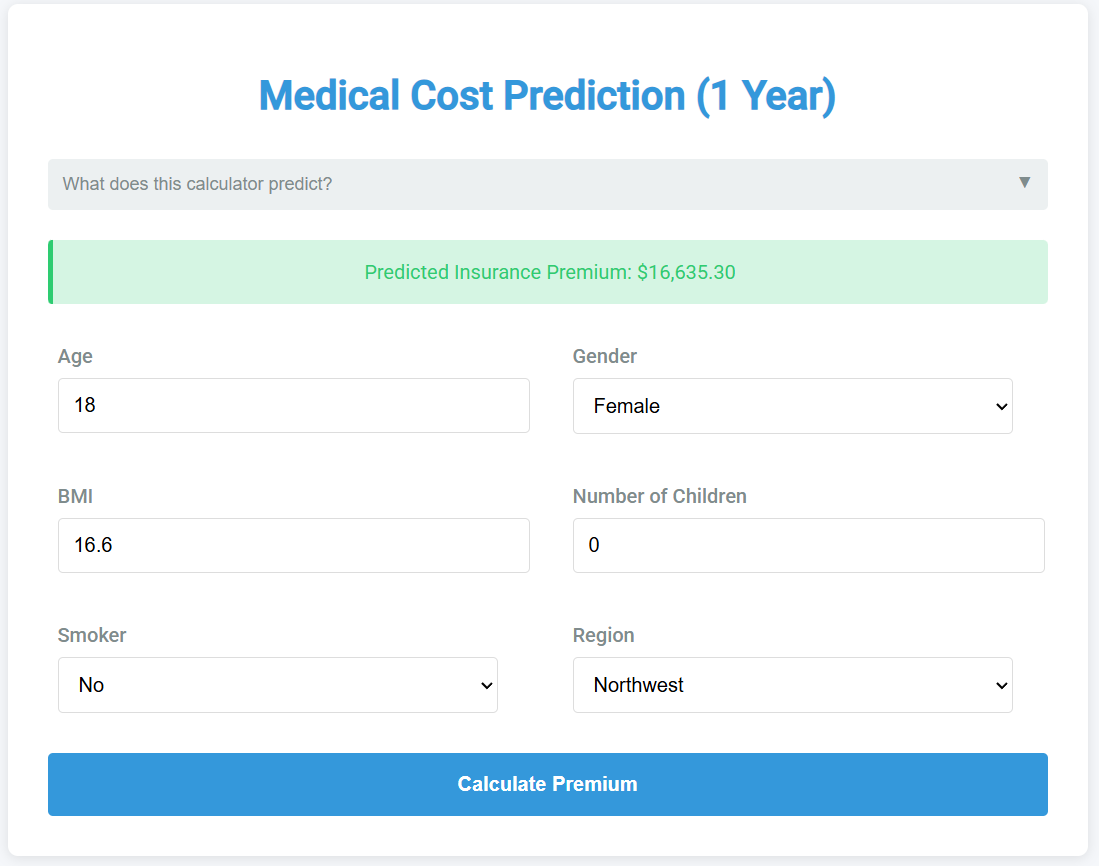 Medical Cost Prediction (1 Year)
What does this calculator predict? ▼
Predicted Insurance Premium: $16,635.30
Age
Gender
18
Female
BMI
Number of Children
16.6
0
Smoker
Region
No
Northwest
Calculate Premium